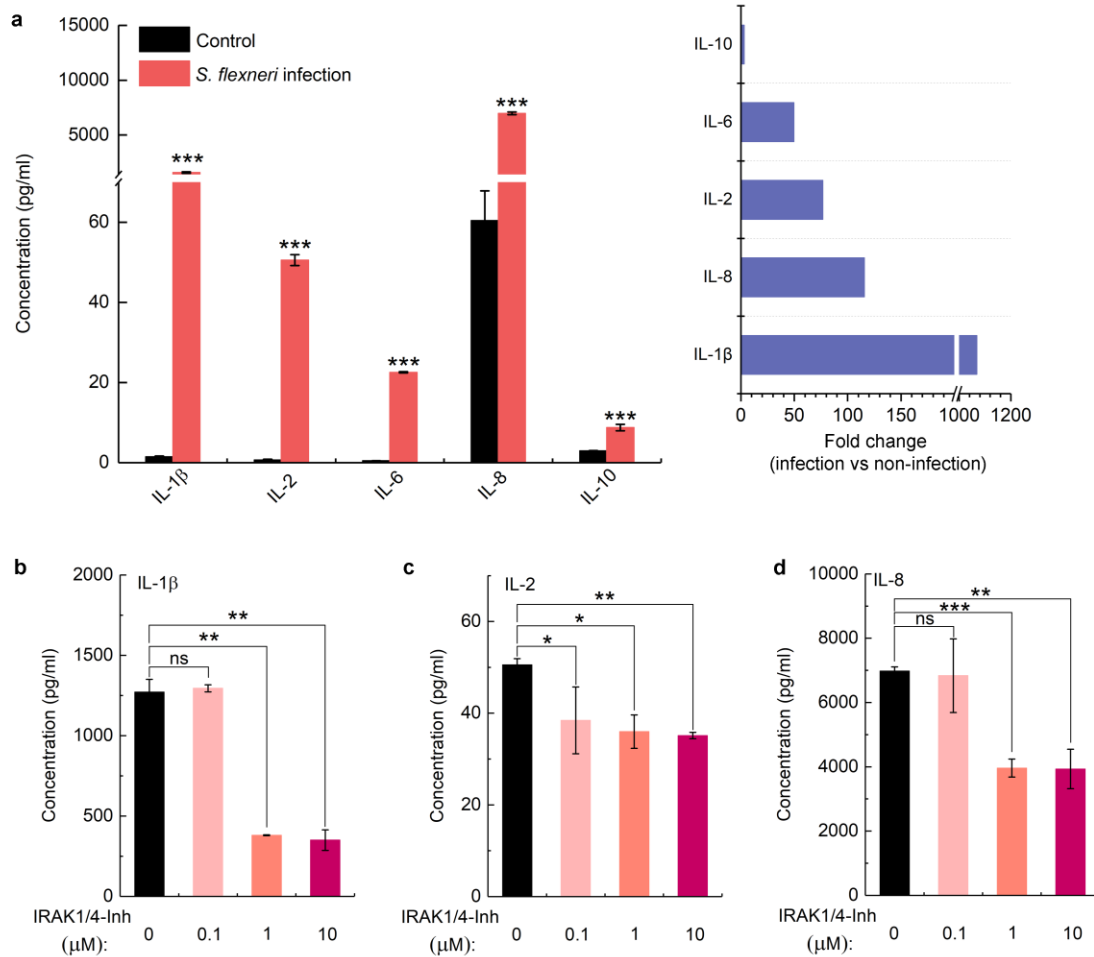 a
15000
10000
5000
60
40
20
0
Concentration (pg/ml)
Control
S. flexneri infection
***
***
***
***
***
IL-1β
IL-2
IL-6
IL-8
IL-10
IL-10
IL-6
IL-2
IL-8
IL-1β
0 50 100 150 1000 1200
Fold change
(infection vs non-infection)
b
IL-1β
2000
1500
1000
500
0
Concentration (pg/ml)
**
**
ns
IRAK1/4-Inh
(μM): 0 0.1 1 10
c
IL-2
60
40
20
0
Concentration (pg/ml)
**
*
*
0 0.1 1 10
IRAK1/4-Inh
(μM):
d
IL-8
10000
8000
6000
4000
2000
0
Concentration (pg/ml)
**
***
ns
0 0.1 1 10
IRAK1/4-Inh
(μM):